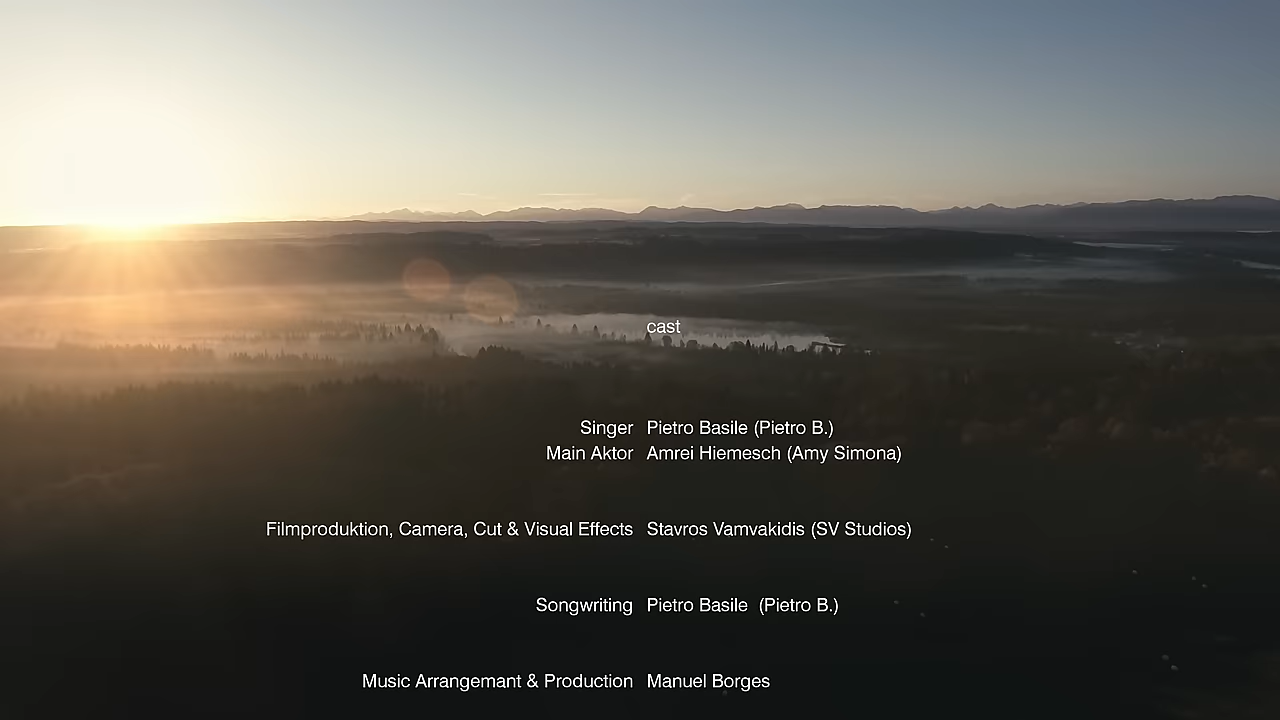 cast
Singer Pietro Basile (Pietro B.)
Main Aktor Amrei Hiemesch (Amy Simona)
Filmproduktion, Camera, Cut & Visual Effects Stavros Vamvakidis (SV Studios)
Songwriting Pietro Basile (Pietro B.)
Music Arrangemant & Production Manuel Borges